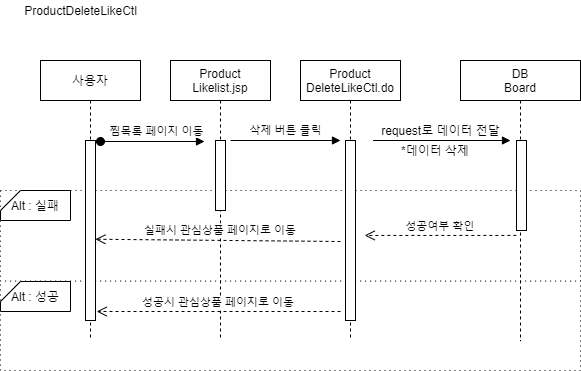 ProductDeleteLikeCtl
사용자
Product
Likelist.jsp
Product
DeleteLikeCtl.do
DB
Board
찜목록 페이지 이동
삭제 버튼 클릭
request로 데이터 전달
*데이터 삭제
Alt : 실패
성공여부 확인
실패시 관심상품 페이지로 이동
Alt : 성공
성공시 관심상품 페이지로 이동